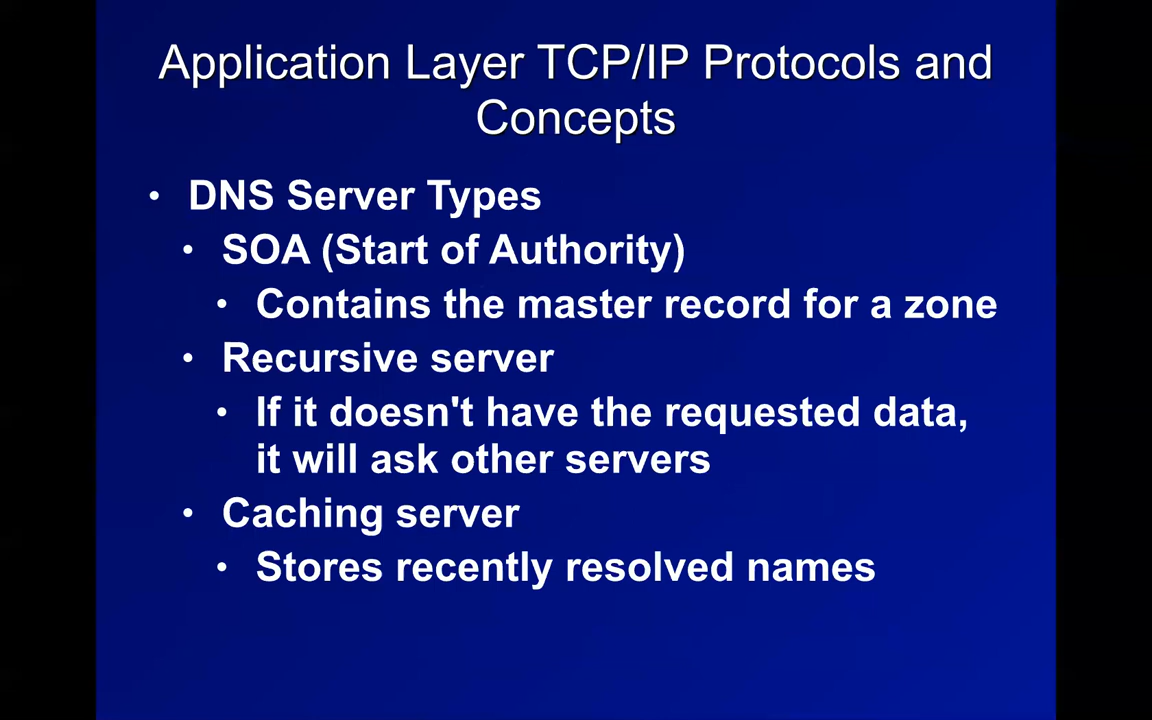 Application Layer TCP/IP Protocols and
Concepts
• DNS Server Types
• SOA (Start of Authority)
• Contains the master record for a zone
• Recursive server
• If it doesn't have the requested data,
it will ask other servers
• Caching server
• Stores recently resolved names